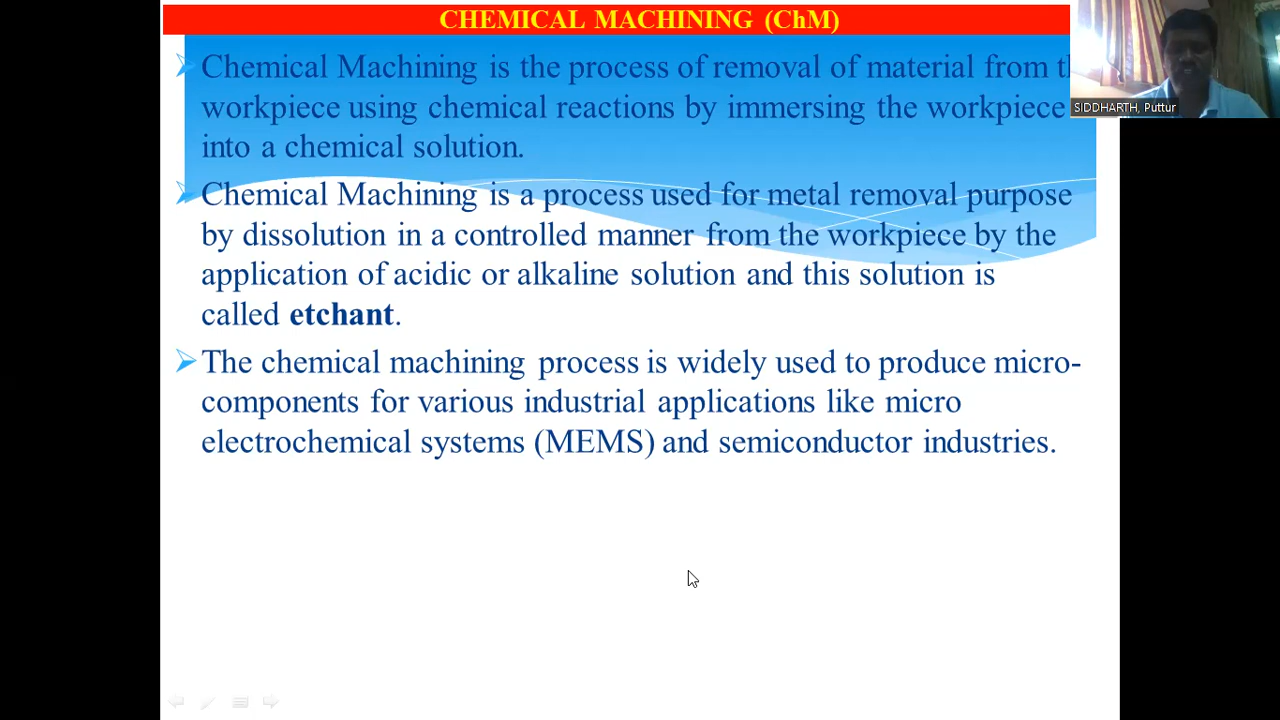 CHEMICAL MACHINING (ChM)
Chemical Machining is the process of removal of material from
workpiece using chemical reactions by immersing the workpiece
into a chemical solution.
Chemical Machining is a process used for metal removal purpose
by dissolution in a controlled manner from the workpiece by the
application of acidic or alkaline solution and this solution is
called etchant.
The chemical machining process is widely used to produce micro-
components for various industrial applications like micro
electrochemical systems (MEMS) and semiconductor industries.
SIDDHARTH, Puttur